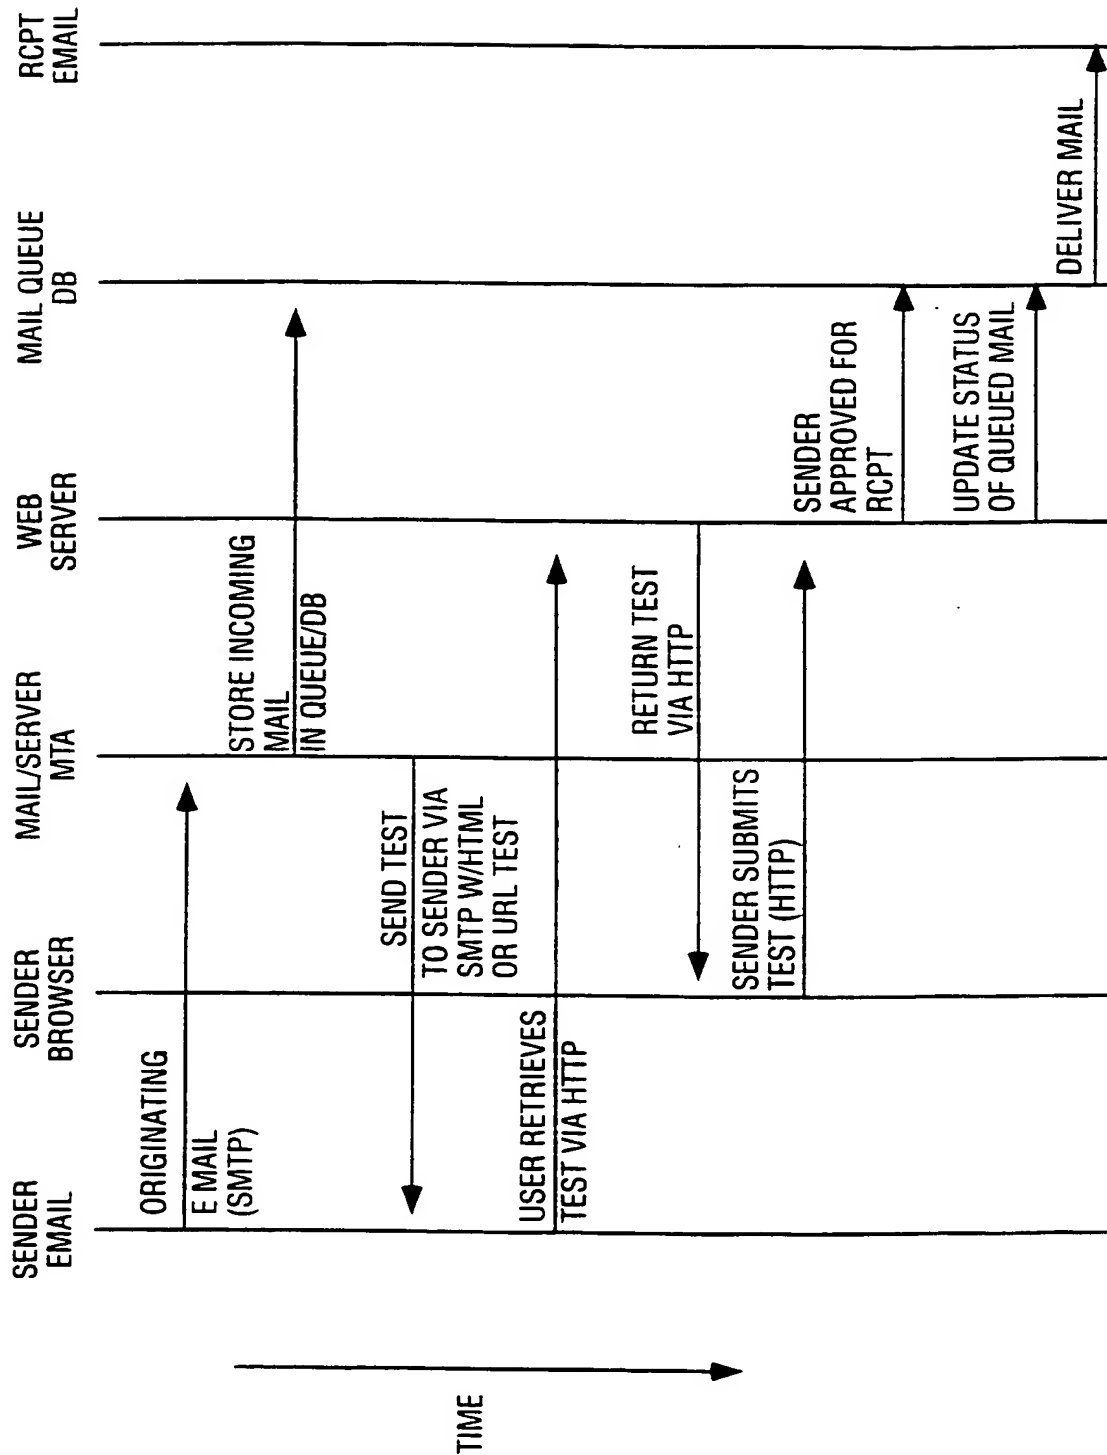 SENDER
EMAIL
SENDER
BROWSER
MAIL/SERVER
MTA
WEB
SERVER
MAIL QUEUE
DB
RCPT
EMAIL
TIME
ORIGINATING
E MAIL
(SMTP)
STORE INCOMING
MAIL
IN QUEUE/DB
SEND TEST
TO SENDER VIA
SMTP W/HTML
OR URL TEST
USER RETRIEVES
TEST VIA HTTP
RETURN TEST
VIA HTTP
SENDER SUBMITS
TEST (HTTP)
SENDER
APPROVED FOR
RCPT
UPDATE STATUS
OF QUEUED MAIL
DELIVER MAIL